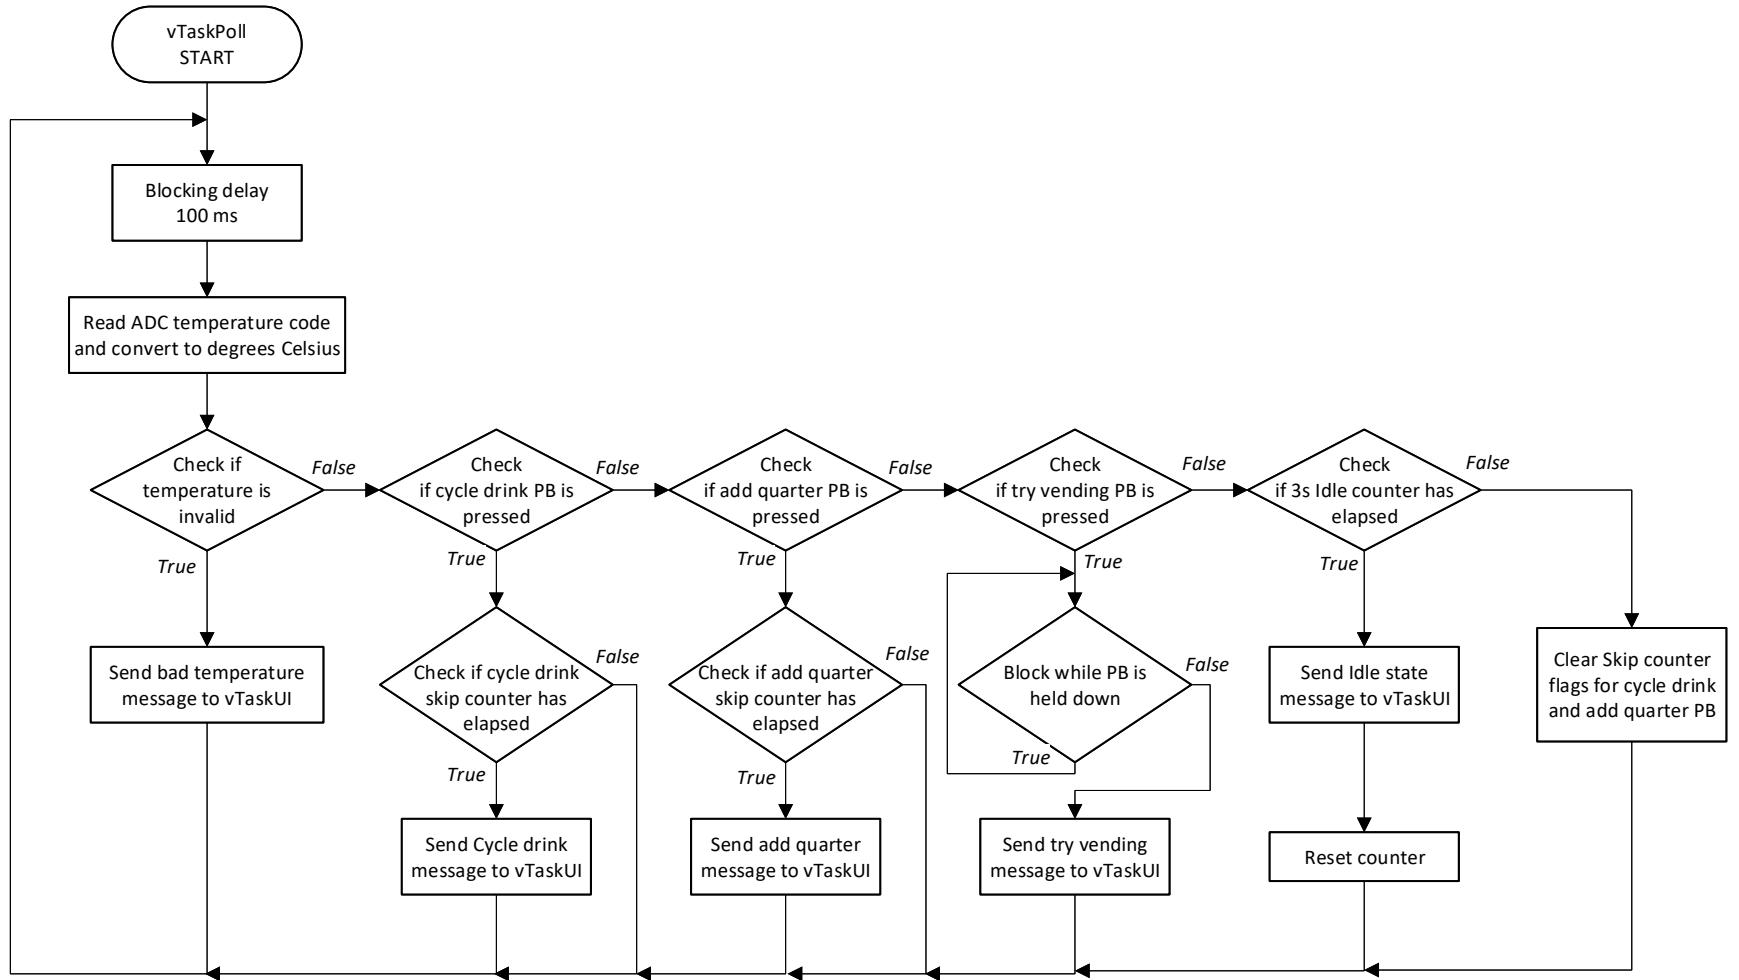 vTaskPoll
START
Blocking delay
100 ms
Read ADC temperature code
and convert to degrees Celsius
Check if
temperature is
invalid
False
True
Send bad temperature
message to vTaskUI
Check
if cycle drink PB is
pressed
False
True
Check if cycle drink
skip counter has
elapsed
False
True
Send Cycle drink
message to vTaskUI
Check
if add quarter PB is
pressed
False
True
Check if add quarter
skip counter has
elapsed
False
True
Send add quarter
message to vTaskUI
Check
if try vending PB is
pressed
False
True
Block while PB is
held down
False
True
Send try vending
message to vTaskUI
Check
if 3s Idle counter has
elapsed
False
True
Send Idle state
message to vTaskUI
Reset counter
Clear Skip counter
flags for cycle drink
and add quarter PB